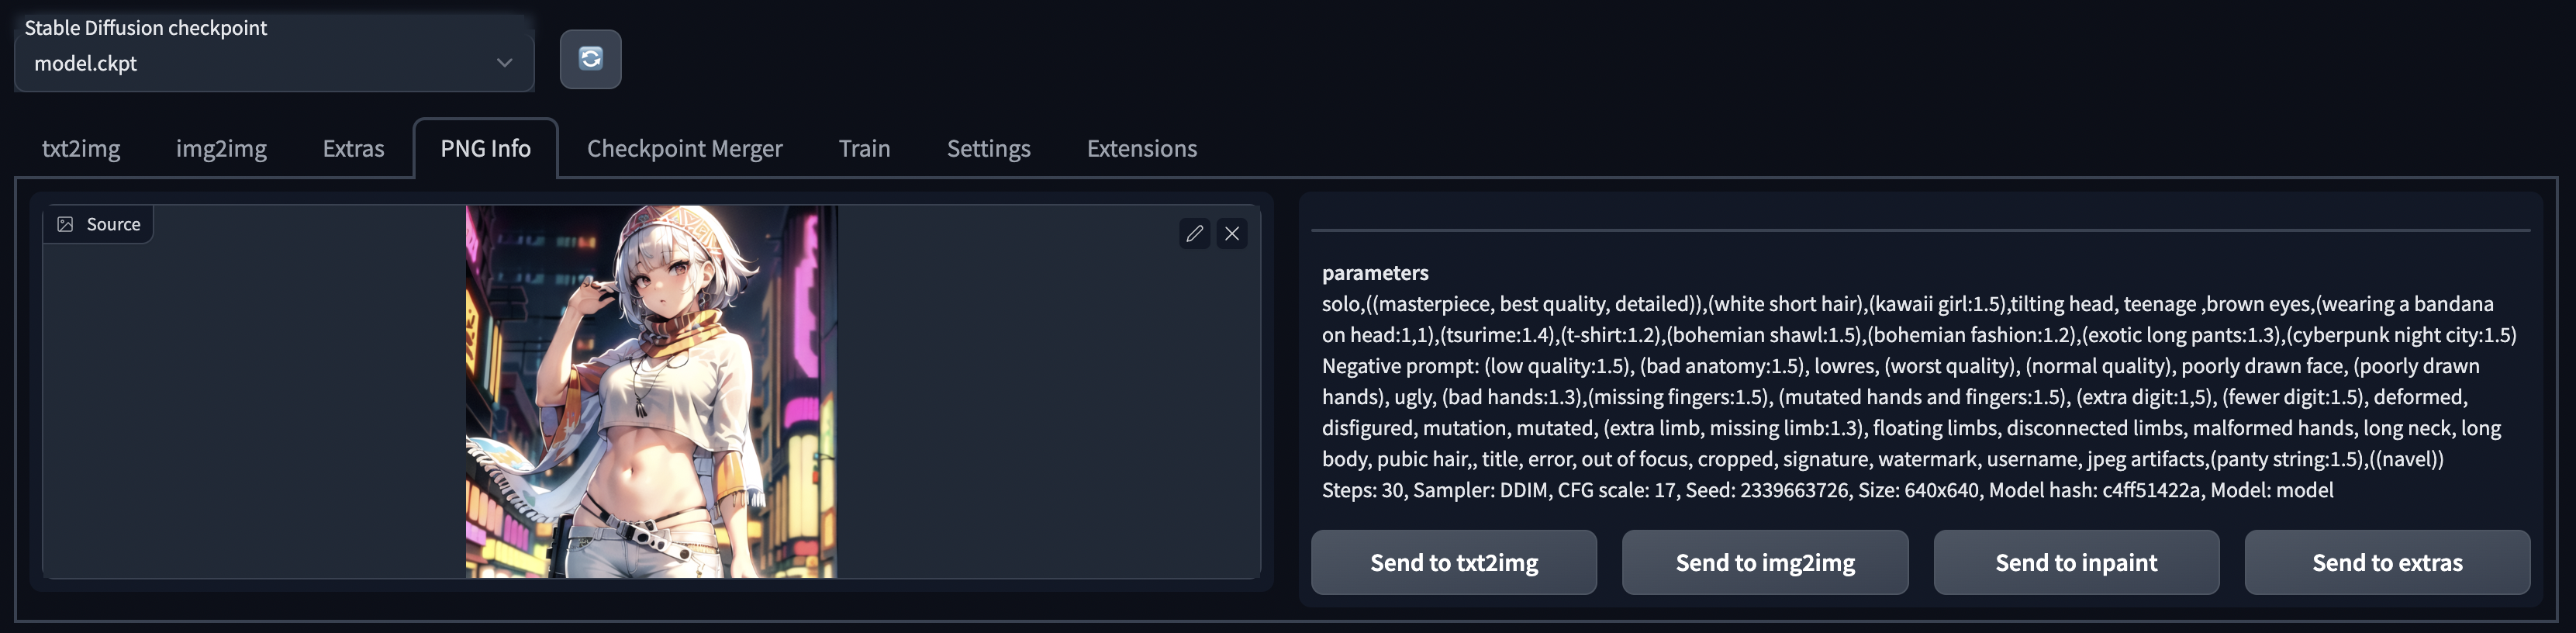 Stable Diffusion checkpoint
model.ckpt
txt2img
img2img
Extras
PNG Info
Checkpoint Merger
Train
Settings
Extensions
Source
parameters
solo,((masterpiece, best quality, detailed)),(white short hair),(kawaii girl:1.5),tilting head, teenage ,brown eyes,(wearing a bandana
on head:1,1),(tsurime:1.4),(t-shirt:1.2),(bohemian shawl:1.5),(bohemian fashion:1.2),(exotic long pants:1.3),(cyberpunk night city:1.5)
Negative prompt: (low quality:1.5), (bad anatomy:1.5), lowres, (worst quality), (normal quality), poorly drawn face, (poorly drawn
hands), ugly, (bad hands:1.3),(missing fingers:1.5), (mutated hands and fingers:1.5), (extra digit:1,5), (fewer digit:1.5), deformed,
disfigured, mutation, mutated, (extra limb, missing limb:1.3), floating limbs, disconnected limbs, malformed hands, long neck, long
body, pubic hair,, title, error, out of focus, cropped, signature, watermark, username, jpeg artifacts,(panty string:1.5),((navel))
Steps: 30, Sampler: DDIM, CFG scale: 17, Seed: 2339663726, Size: 640x640, Model hash: c4ff51422a, Model: model
Send to txt2img
Send to img2img
Send to inpaint
Send to extras